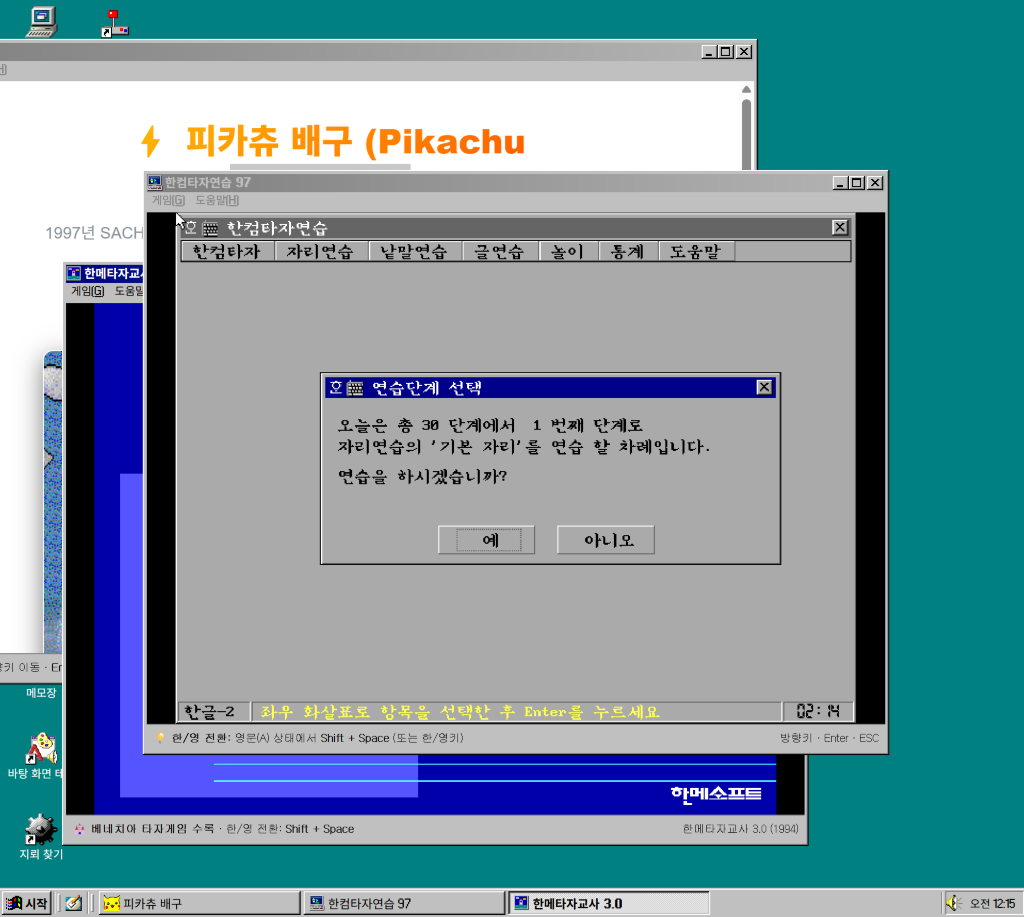 피카츄 배구 (Pikachu
한컴타자연습 97
게임(G) 도움말(H)
1997년 SACH
한컴타자연습
한컴타자 자리연습 낱말연습 글연습 놀이 통계 도움말
한메타자교
게임(G) 도움말
연습단계 선택
오늘은 총 30 단계에서 1 번째 단계로
자리연습의 '기본 자리'를 연습 할 차례입니다.
연습을 하시겠습니까?
예 아니오
이동 · En
메모장
한글-2 좌우 화살표로 항목을 선택한 후 Enter를 누르세요 02:14
한/영 전환: 영문(A) 상태에서 Shift + Space (또는 한/영키) 방향키 · Enter · ESC
바탕 화면 테
한메소프트
베네치아 타자게임 수록 · 한/영 전환: Shift + Space 한메타자교사 3.0 (1994)
지뢰 찾기
시작 피카츄 배구 한컴타자연습 97 한메타자교사 3.0 오전 12:15